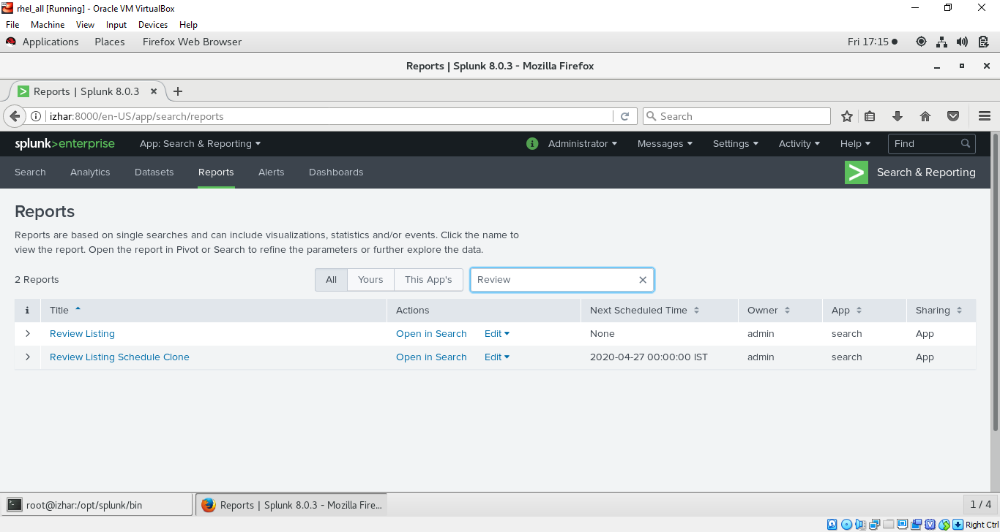 rhel_all [Running] - Oracle VM VirtualBox
File Machine View Input Devices Help
Applications Places Firefox Web Browser Fri 17:15
Reports | Splunk 8.0.3 - Mozilla Firefox
Reports | Splunk 8.0.3
izhar:8000/en-US/app/search/reports Search
splunk>enterprise App: Search & Reporting Administrator Messages Settings Activity Help Find
Search Analytics Datasets Reports Alerts Dashboards Search & Reporting
Reports
Reports are based on single searches and can include visualizations, statistics and/or events. Click the name to
view the report. Open the report in Pivot or Search to refine the parameters or further explore the data.
2 Reports All Yours This App's Review
i Title Actions Next Scheduled Time Owner App Sharing
Review Listing Open in Search Edit None admin search App
Review Listing Schedule Clone Open in Search Edit 2020-04-27 00:00:00 IST admin search App
root@izhar:/opt/splunk/bin Reports | Splunk 8.0.3 - Mozilla Fire... 1 / 4
Right Ctrl